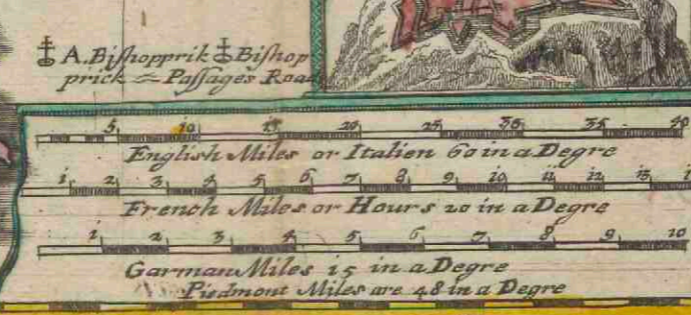 A. Biſhopprik Biſhop
prick Paſſages Road
5 10 15 20 25 30 35 40
English Miles or Italien 60 in a Degre
1 2 3 4 5 6 7 8 9 10 11 12 13 1
French Miles or Hours 20 in a Degre
1 2 3 4 5 6 7 8 9 10
Garman Miles 15 in a Degre
Piedmont Miles are 48 in a Degre